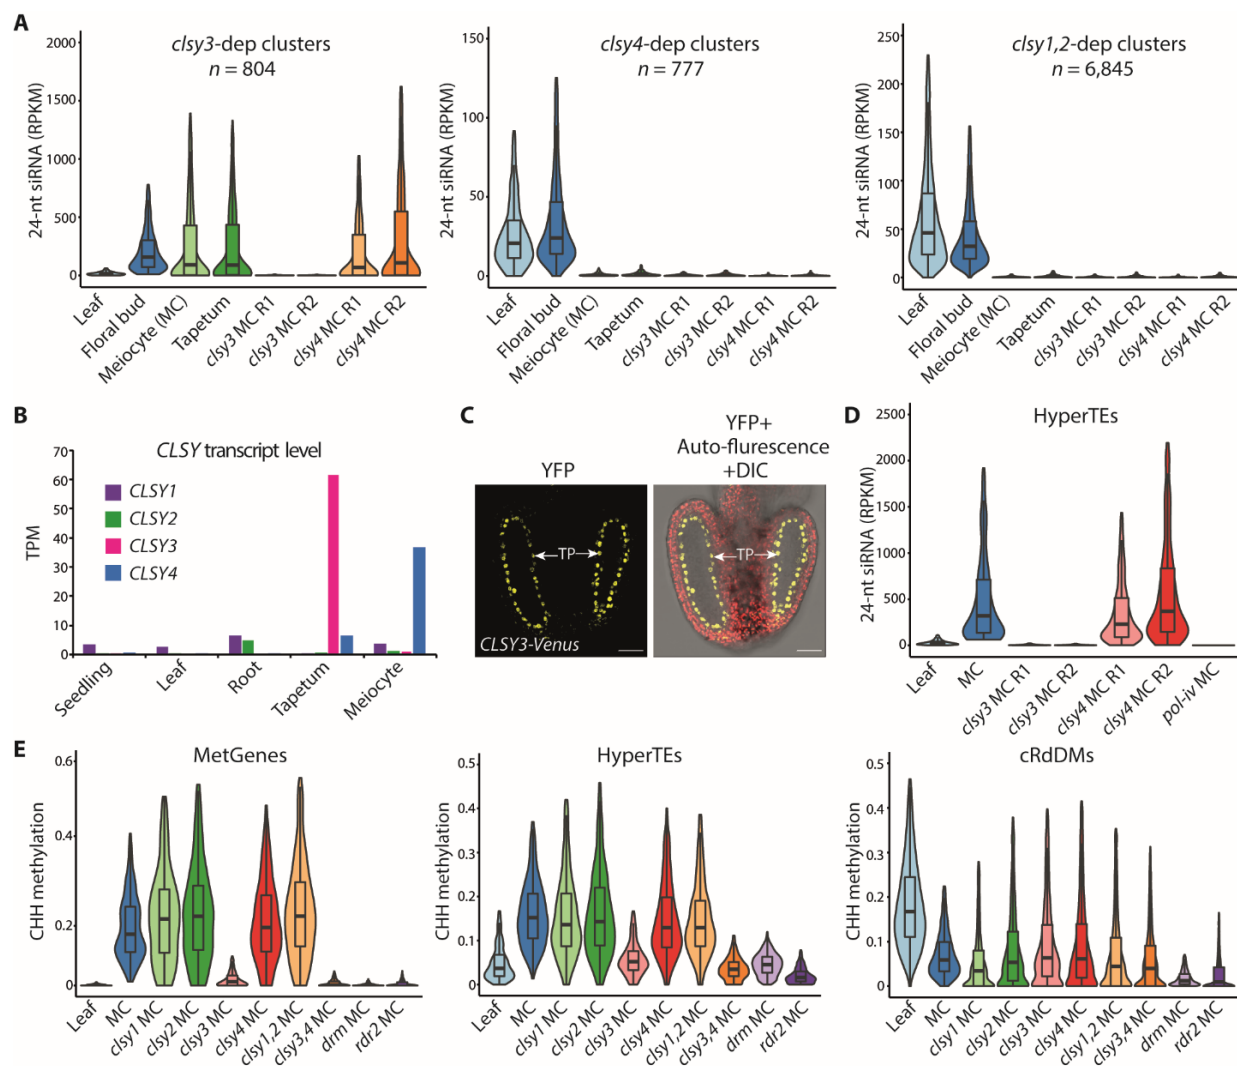 A
clsy3-dep clusters
n = 804
24-nt siRNA (RPKM)
2000
1500
1000
500
0
Leaf
Floral bud
Meiocyte (MC)
Tapetum
clsy3 MC R1
clsy3 MC R2
clsy4 MC R1
clsy4 MC R2
clsy4-dep clusters
n = 777
24-nt siRNA (RPKM)
150
100
50
0
Leaf
Floral bud
Meiocyte (MC)
Tapetum
clsy3 MC R1
clsy3 MC R2
clsy4 MC R1
clsy4 MC R2
clsy1,2-dep clusters
n = 6,845
24-nt siRNA (RPKM)
250
200
150
100
50
0
Leaf
Floral bud
Meiocyte (MC)
Tapetum
clsy3 MC R1
clsy3 MC R2
clsy4 MC R1
clsy4 MC R2
B
CLSY transcript level
TPM
70
60
50
40
30
20
10
0
CLSY1
CLSY2
CLSY3
CLSY4
Seedling
Leaf
Root
Tapetum
Meiocyte
C
YFP
YFP+
Auto-flurescence
+DIC
TP
TP
CLSY3-Venus
D
HyperTEs
24-nt siRNA (RPKM)
2500
2000
1500
1000
500
0
Leaf
MC
clsy3 MC R1
clsy3 MC R2
clsy4 MC R1
clsy4 MC R2
pol-iv MC
E
MetGenes
CHH methylation
0.6
0.4
0.2
0
Leaf
MC
clsy1 MC
clsy2 MC
clsy3 MC
clsy4 MC
clsy1,2 MC
clsy3,4 MC
drm MC
rdr2 MC
HyperTEs
CHH methylation
0.5
0.4
0.3
0.2
0.1
0
Leaf
MC
clsy1 MC
clsy2 MC
clsy3 MC
clsy4 MC
clsy1,2 MC
clsy3,4 MC
drm MC
rdr2 MC
cRdDMs
CHH methylation
0.5
0.4
0.3
0.2
0.1
0
Leaf
MC
clsy1 MC
clsy2 MC
clsy3 MC
clsy4 MC
clsy1,2 MC
clsy3,4 MC
drm MC
rdr2 MC